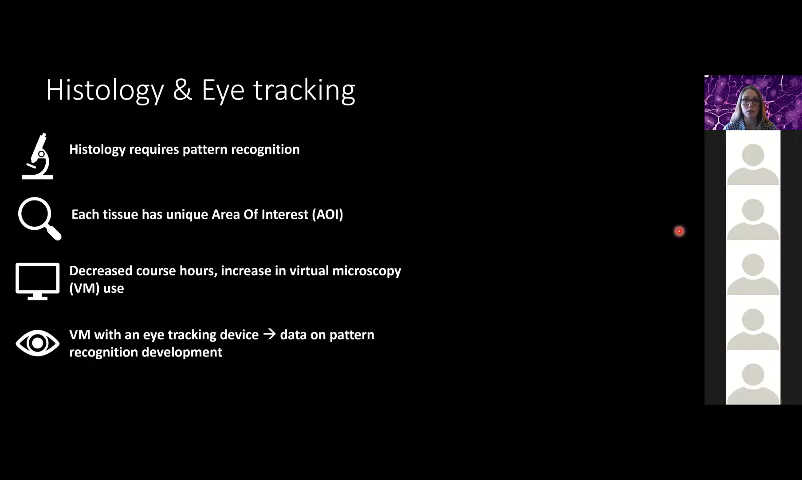 Histology & Eye tracking
Histology requires pattern recognition
Each tissue has unique Area Of Interest (AOI)
Decreased course hours, increase in virtual microscopy
(VM) use
VM with an eye tracking device → data on pattern
recognition development